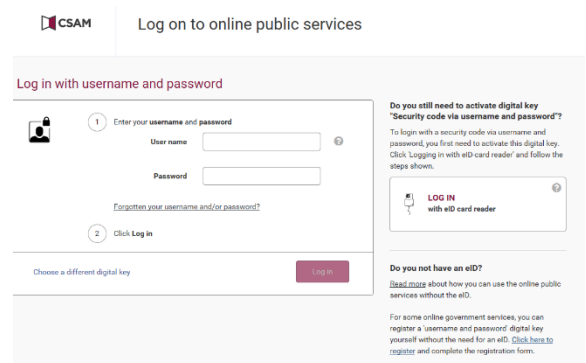 CSAM
Log on to online public services
Log in with username and password
1
Enter your username and password
User name
?
Password
Forgotten your username and/or password?
2
Click Log in
Choose a different digital key
Log in
Do you still need to activate digital key
"Security code via username and password"?
To login with a security code via username and
password, you first need to activate this digital key.
Click 'Logging in with eID-card reader' and follow the
steps shown.
?
LOG IN
with eID card reader
Do you not have an eID?
Read more about how you can use the online public
services without the eID.
For some online government services, you can
register a 'username and password' digital key
yourself without the need for an eID. Click here to
register and complete the registration form.